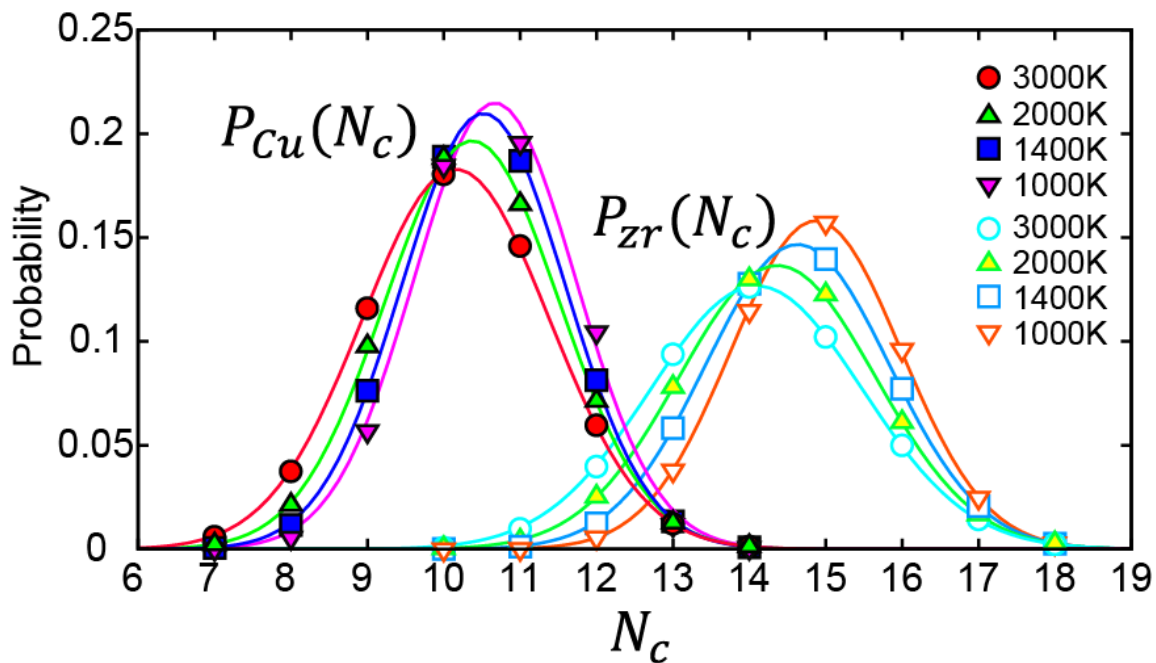 0.25
0.2
0.15
0.1
0.05
0
Probability
P_Cu(N_c)
P_zr(N_c)
3000K
2000K
1400K
1000K
3000K
2000K
1400K
1000K
6 7 8 9 10 11 12 13 14 15 16 17 18 19
N_c